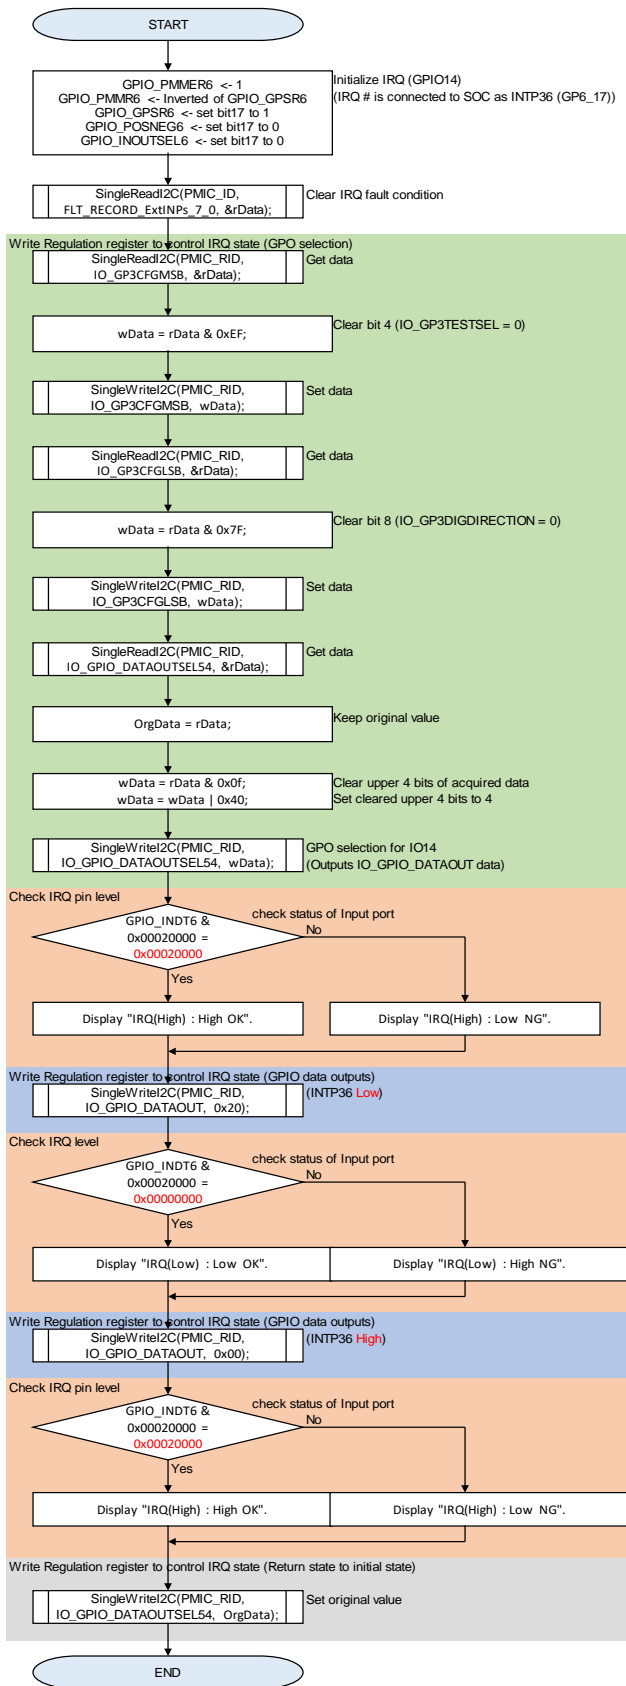 START
GPIO_PMMER6 <- 1
GPIO_PMMR6 <- Inverted of GPIO_GPSR6
GPIO_GPSR6 <- set bit17 to 1
GPIO_POSNEG6 <- set bit17 to 0
GPIO_INOUTSEL6 <- set bit17 to 0
Initialize IRQ (GPIO14)
(IRQ # is connected to SOC as INTP36 (GP6_17))
SingleReadI2C(PMIC_ID,
FLT_RECORD_ExtINPs_7_0, &rData);
Clear IRQ fault condition
Write Regulation register to control IRQ state (GPO selection)
SingleReadI2C(PMIC_RID,
IO_GP3CFGMSB, &rData);
Get data
wData = rData & 0xEF;
Clear bit 4 (IO_GP3TESTSEL = 0)
SingleWriteI2C(PMIC_RID,
IO_GP3CFGMSB, wData);
Set data
SingleReadI2C(PMIC_RID,
IO_GP3CFGLSB, &rData);
Get data
wData = rData & 0x7F;
Clear bit 8 (IO_GP3DIGDIRECTION = 0)
SingleWriteI2C(PMIC_RID,
IO_GP3CFGLSB, wData);
Set data
SingleReadI2C(PMIC_RID,
IO_GPIO_DATAOUTSEL54, &rData);
Get data
OrgData = rData;
Keep original value
wData = rData & 0x0f;
wData = wData | 0x40;
Clear upper 4 bits of acquired data
Set cleared upper 4 bits to 4
SingleWriteI2C(PMIC_RID,
IO_GPIO_DATAOUTSEL54, wData);
GPO selection for IO14
(Outputs IO_GPIO_DATAOUT data)
Check IRQ pin level
GPIO_INDT6 &
0x00020000 =
0x00020000
check status of Input port
No
Yes
Display "IRQ(High) : High OK".
Display "IRQ(High) : Low NG".
Write Regulation register to control IRQ state (GPIO data outputs)
SingleWriteI2C(PMIC_RID,
IO_GPIO_DATAOUT, 0x20);
(INTP36 Low)
Check IRQ level
GPIO_INDT6 &
0x00020000 =
0x00000000
check status of Input port
No
Yes
Display "IRQ(Low) : Low OK".
Display "IRQ(Low) : High NG".
Write Regulation register to control IRQ state (GPIO data outputs)
SingleWriteI2C(PMIC_RID,
IO_GPIO_DATAOUT, 0x00);
(INTP36 High)
Check IRQ pin level
GPIO_INDT6 &
0x00020000 =
0x00020000
check status of Input port
No
Yes
Display "IRQ(High) : High OK".
Display "IRQ(High) : Low NG".
Write Regulation register to control IRQ state (Return state to initial state)
SingleWriteI2C(PMIC_RID,
IO_GPIO_DATAOUTSEL54, OrgData);
Set original value
END